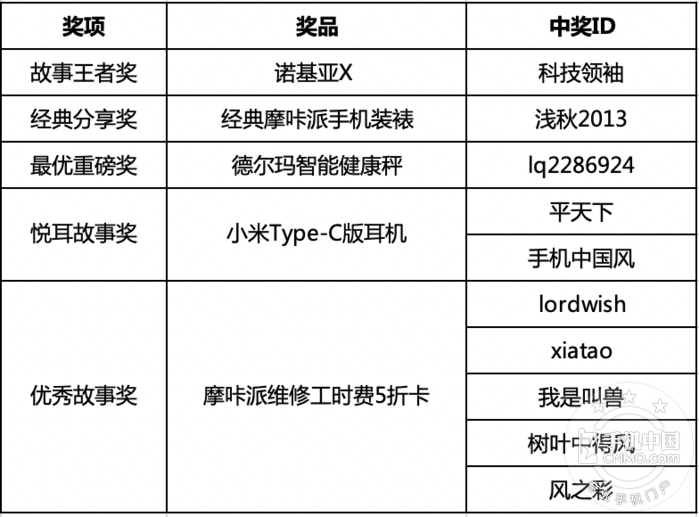 奖项 奖品 中奖ID
故事王者奖 诺基亚X 科技领袖
经典分享奖 经典摩咔派手机装裱 浅秋2013
最优重磅奖 德尔玛智能健康秤 lq2286924
悦耳故事奖 小米Type-C版耳机 平天下
手机中国风
优秀故事奖 摩咔派维修工时费5折卡 lordwish
xiatao
我是叫兽
树叶中得风
风之彩
手机中国
CNMO.COM
手机门户